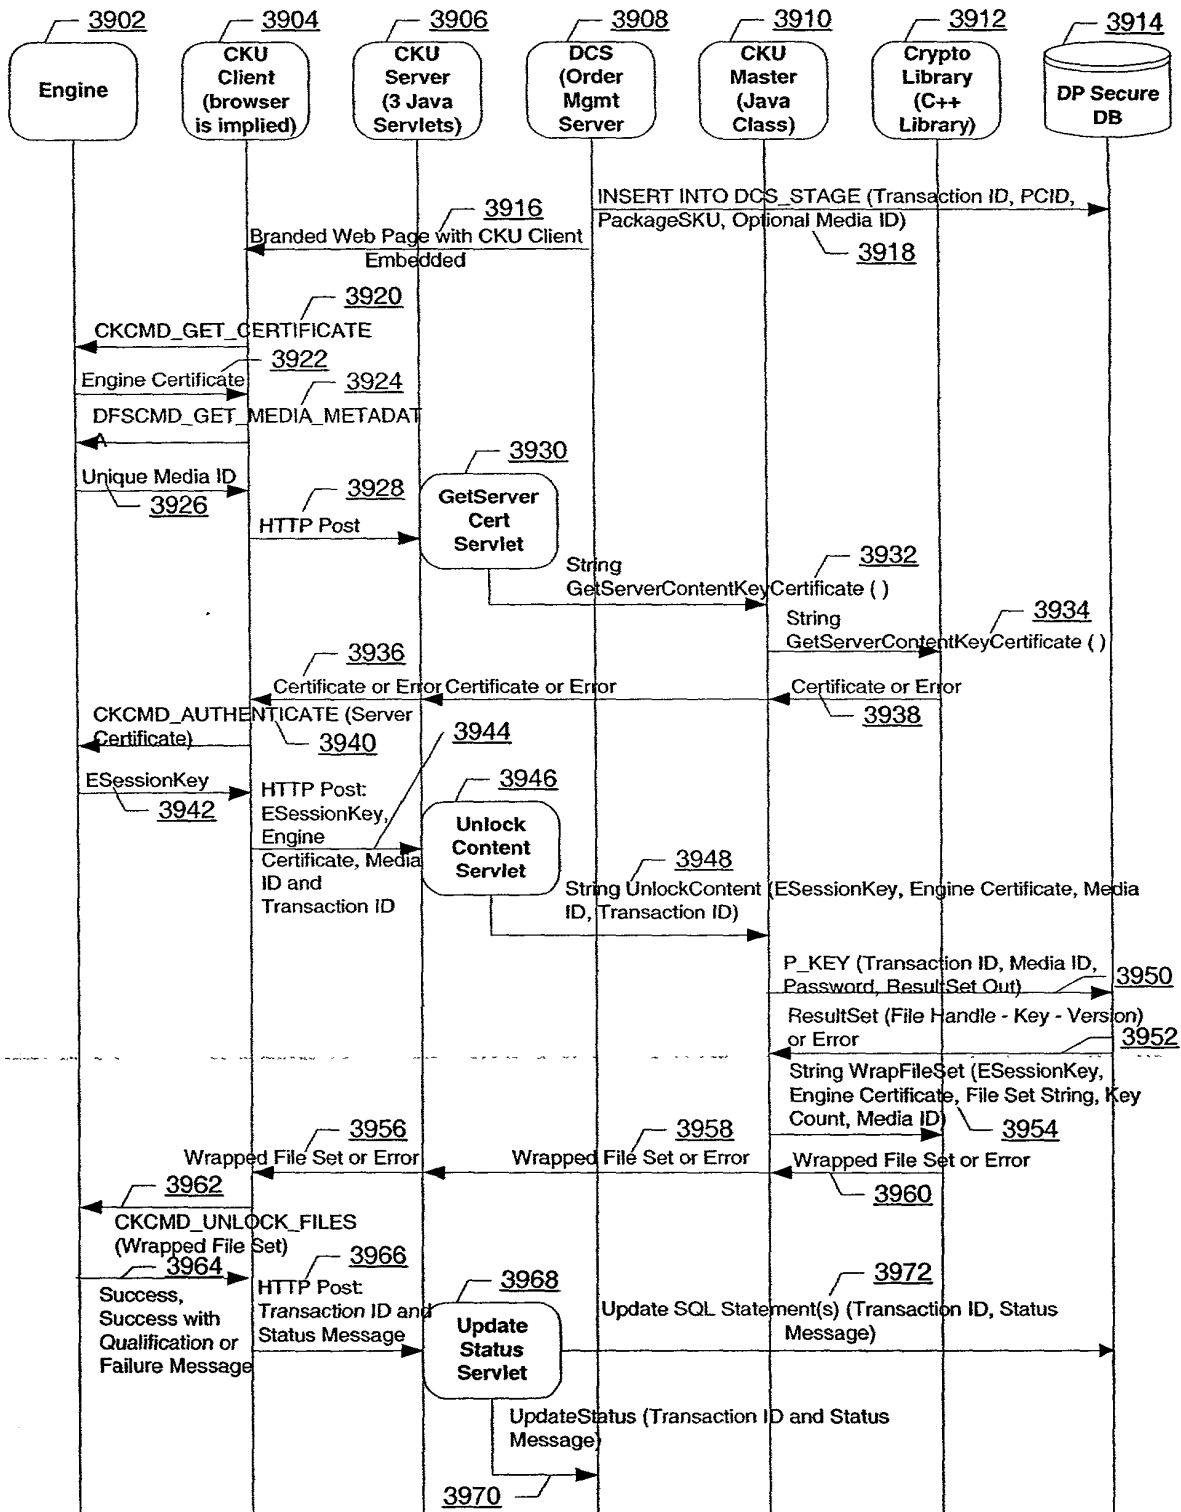 3902
3904
3906
3908
3910
3912
3914
Engine
CKU
Client
(browser
is implied)
CKU
Server
(3 Java
Servlets)
DCS
(Order
Mgmt
Server
CKU
Master
(Java
Class)
Crypto
Library
(C++
Library)
DP Secure
DB
INSERT INTO DCS_STAGE (Transaction ID, PCID,
PackageSKU, Optional Media ID)
3916
3918
Branded Web Page with CKU Client
Embedded
3920
CKCMD_GET_CERTIFICATE
3922
Engine Certificate
3924
DFSCMD_GET_MEDIA_METADAT
A
Unique Media ID
3926
3928
HTTP Post
3930
GetServer
Cert
Servlet
3932
String
GetServerContentKeyCertificate ( )
3934
String
GetServerContentKeyCertificate ( )
3936
Certificate or Error
Certificate or Error
Certificate or Error
3938
CKCMD_AUTHENTICATE (Server
Certificate)
3940
3944
ESessionKey
3942
HTTP Post:
ESessionKey,
Engine
Certificate, Media
ID and
Transaction ID
3946
Unlock
Content
Servlet
3948
String UnlockContent (ESessionKey, Engine Certificate, Media
ID, Transaction ID)
P_KEY (Transaction ID, Media ID,
Password, ResultSet Out)
3950
ResultSet (File Handle - Key - Version)
or Error
3952
String WrapFileSet (ESessionKey,
Engine Certificate, File Set String, Key
Count, Media ID)
3954
3956
Wrapped File Set or Error
3958
Wrapped File Set or Error
Wrapped File Set or Error
3960
3962
CKCMD_UNLOCK_FILES
(Wrapped File Set)
3964
Success,
Success with
Qualification or
Failure Message
3966
HTTP Post:
Transaction ID and
Status Message
3968
Update
Status
Servlet
3972
Update SQL Statement(s) (Transaction ID, Status
Message)
UpdateStatus (Transaction ID and Status
Message)
3970